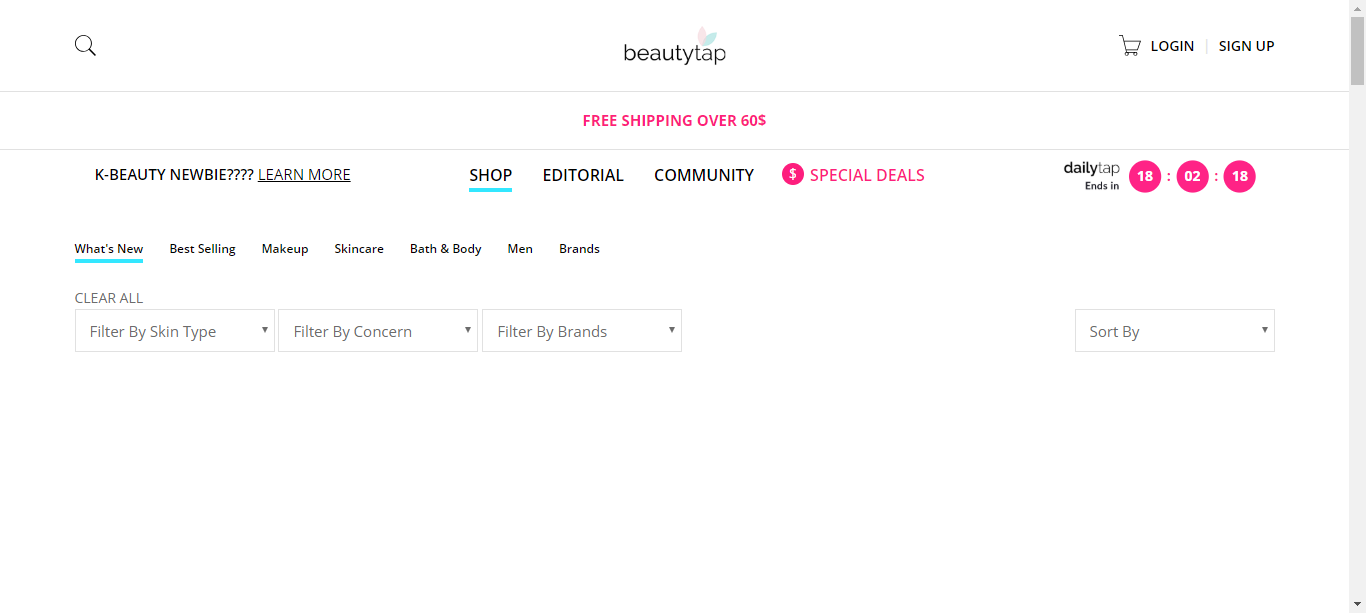 beautytap
LOGIN SIGN UP
FREE SHIPPING OVER 60$
K-BEAUTY NEWBIE???? LEARN MORE
SHOP EDITORIAL COMMUNITY $ SPECIAL DEALS
dailytap
Ends in
18 : 02 : 18
What's New Best Selling Makeup Skincare Bath & Body Men Brands
CLEAR ALL
Filter By Skin Type Filter By Concern Filter By Brands Sort By